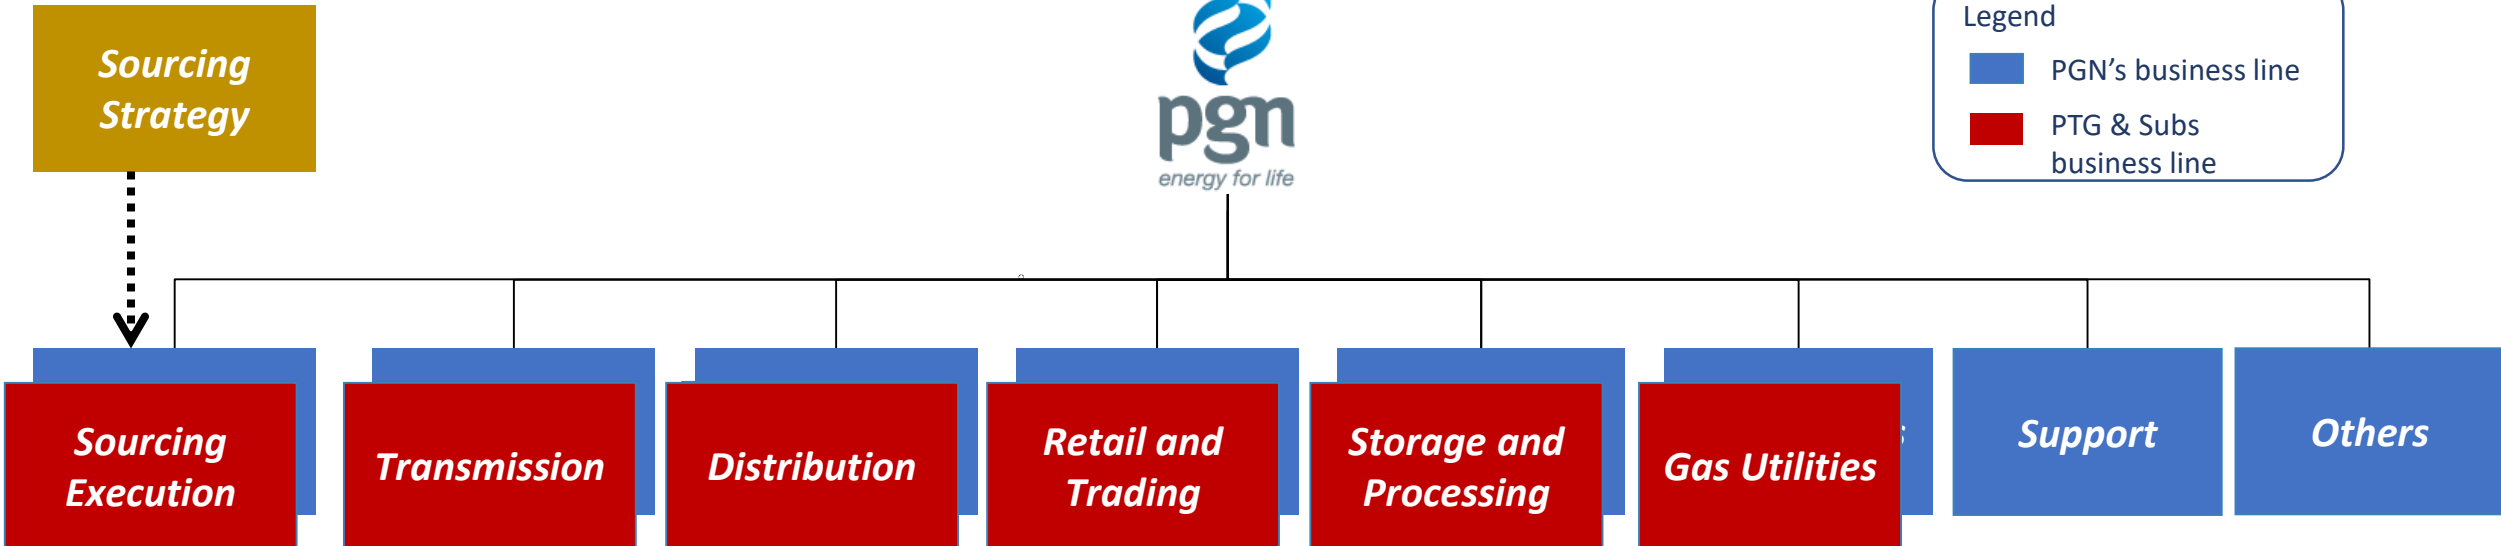 Sourcing
Strategy
pgn
energy for life
Legend
PGN's business line
PTG & Subs
business line
Sourcing
Execution
Transmission
Distribution
Retail and
Trading
Storage and
Processing
Gas Utilities
Support
Others